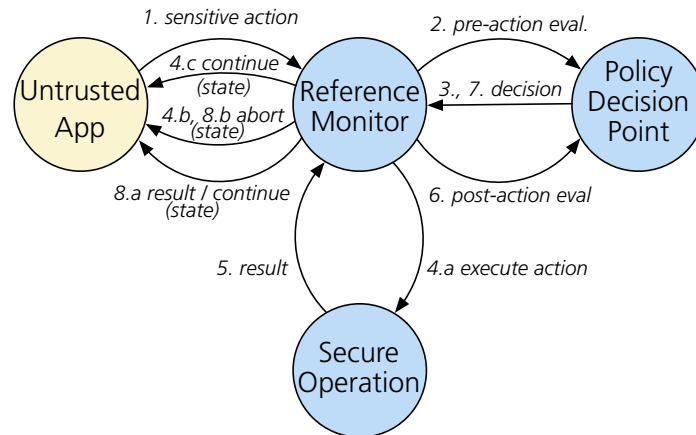 1. sensitive action
2. pre-action eval.
4.c continue
(state)
3., 7. decision
Untrusted
App
Reference
Monitor
Policy
Decision
Point
4.b, 8.b abort
(state)
8.a result / continue
(state)
6. post-action eval
5. result
4.a execute action
Secure
Operation